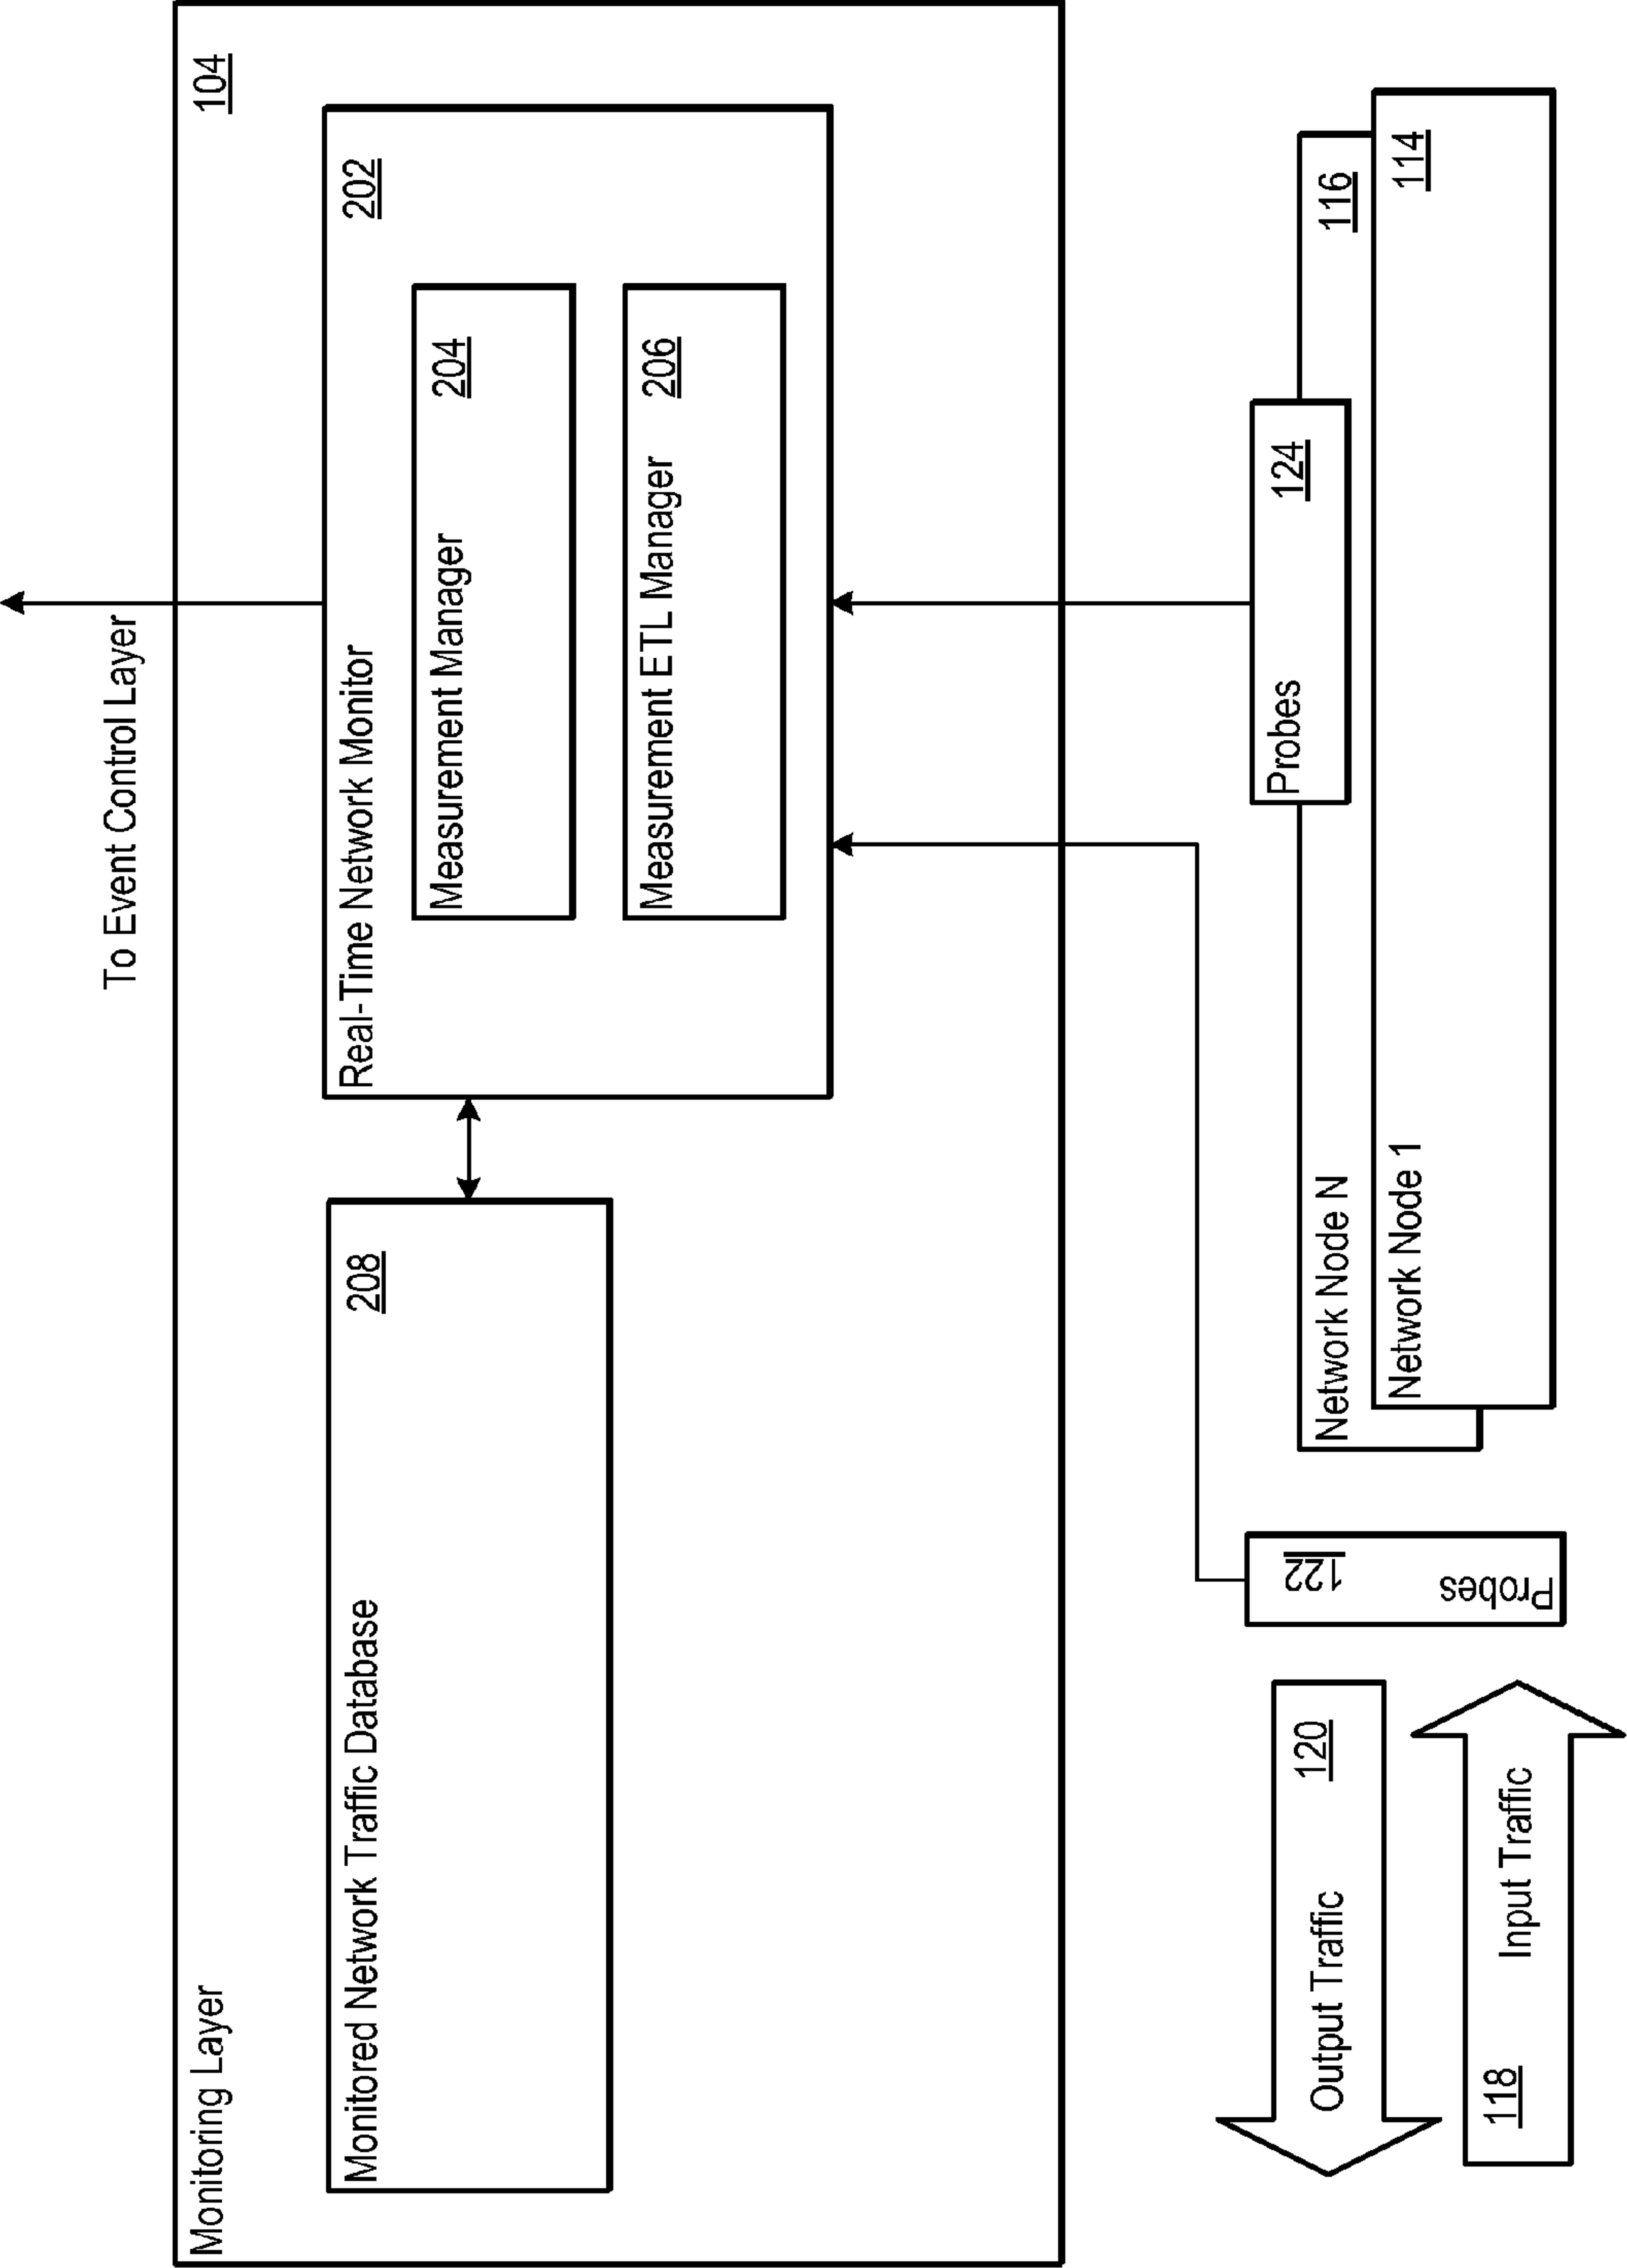 To Event Control Layer
Monitoring Layer
104
Monitored Network Traffic Database
208
Real-Time Network Monitor
202
Measurement Manager
204
Measurement ETL Manager
206
Output Traffic
120
118
Input Traffic
Probes
122
Network Node N
116
Probes
124
Network Node 1
114